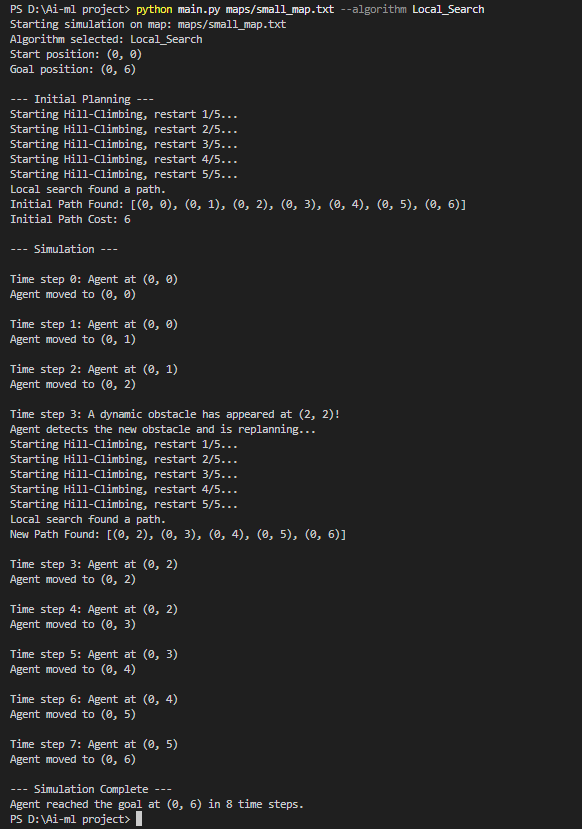 PS D:\Ai-ml project> python main.py maps/small_map.txt --algorithm Local_Search
Starting simulation on map: maps/small_map.txt
Algorithm selected: Local_Search
Start position: (0, 0)
Goal position: (0, 6)
--- Initial Planning ---
Starting Hill-Climbing, restart 1/5...
Starting Hill-Climbing, restart 2/5...
Starting Hill-Climbing, restart 3/5...
Starting Hill-Climbing, restart 4/5...
Starting Hill-Climbing, restart 5/5...
Local search found a path.
Initial Path Found: [(0, 0), (0, 1), (0, 2), (0, 3), (0, 4), (0, 5), (0, 6)]
Initial Path Cost: 6
--- Simulation ---
Time step 0: Agent at (0, 0)
Agent moved to (0, 0)
Time step 1: Agent at (0, 0)
Agent moved to (0, 1)
Time step 2: Agent at (0, 1)
Agent moved to (0, 2)
Time step 3: A dynamic obstacle has appeared at (2, 2)!
Agent detects the new obstacle and is replanning...
Starting Hill-Climbing, restart 1/5...
Starting Hill-Climbing, restart 2/5...
Starting Hill-Climbing, restart 3/5...
Starting Hill-Climbing, restart 4/5...
Starting Hill-Climbing, restart 5/5...
Local search found a path.
New Path Found: [(0, 2), (0, 3), (0, 4), (0, 5), (0, 6)]
Time step 3: Agent at (0, 2)
Agent moved to (0, 2)
Time step 4: Agent at (0, 2)
Agent moved to (0, 3)
Time step 5: Agent at (0, 3)
Agent moved to (0, 4)
Time step 6: Agent at (0, 4)
Agent moved to (0, 5)
Time step 7: Agent at (0, 5)
Agent moved to (0, 6)
--- Simulation Complete ---
Agent reached the goal at (0, 6) in 8 time steps.
PS D:\Ai-ml project>